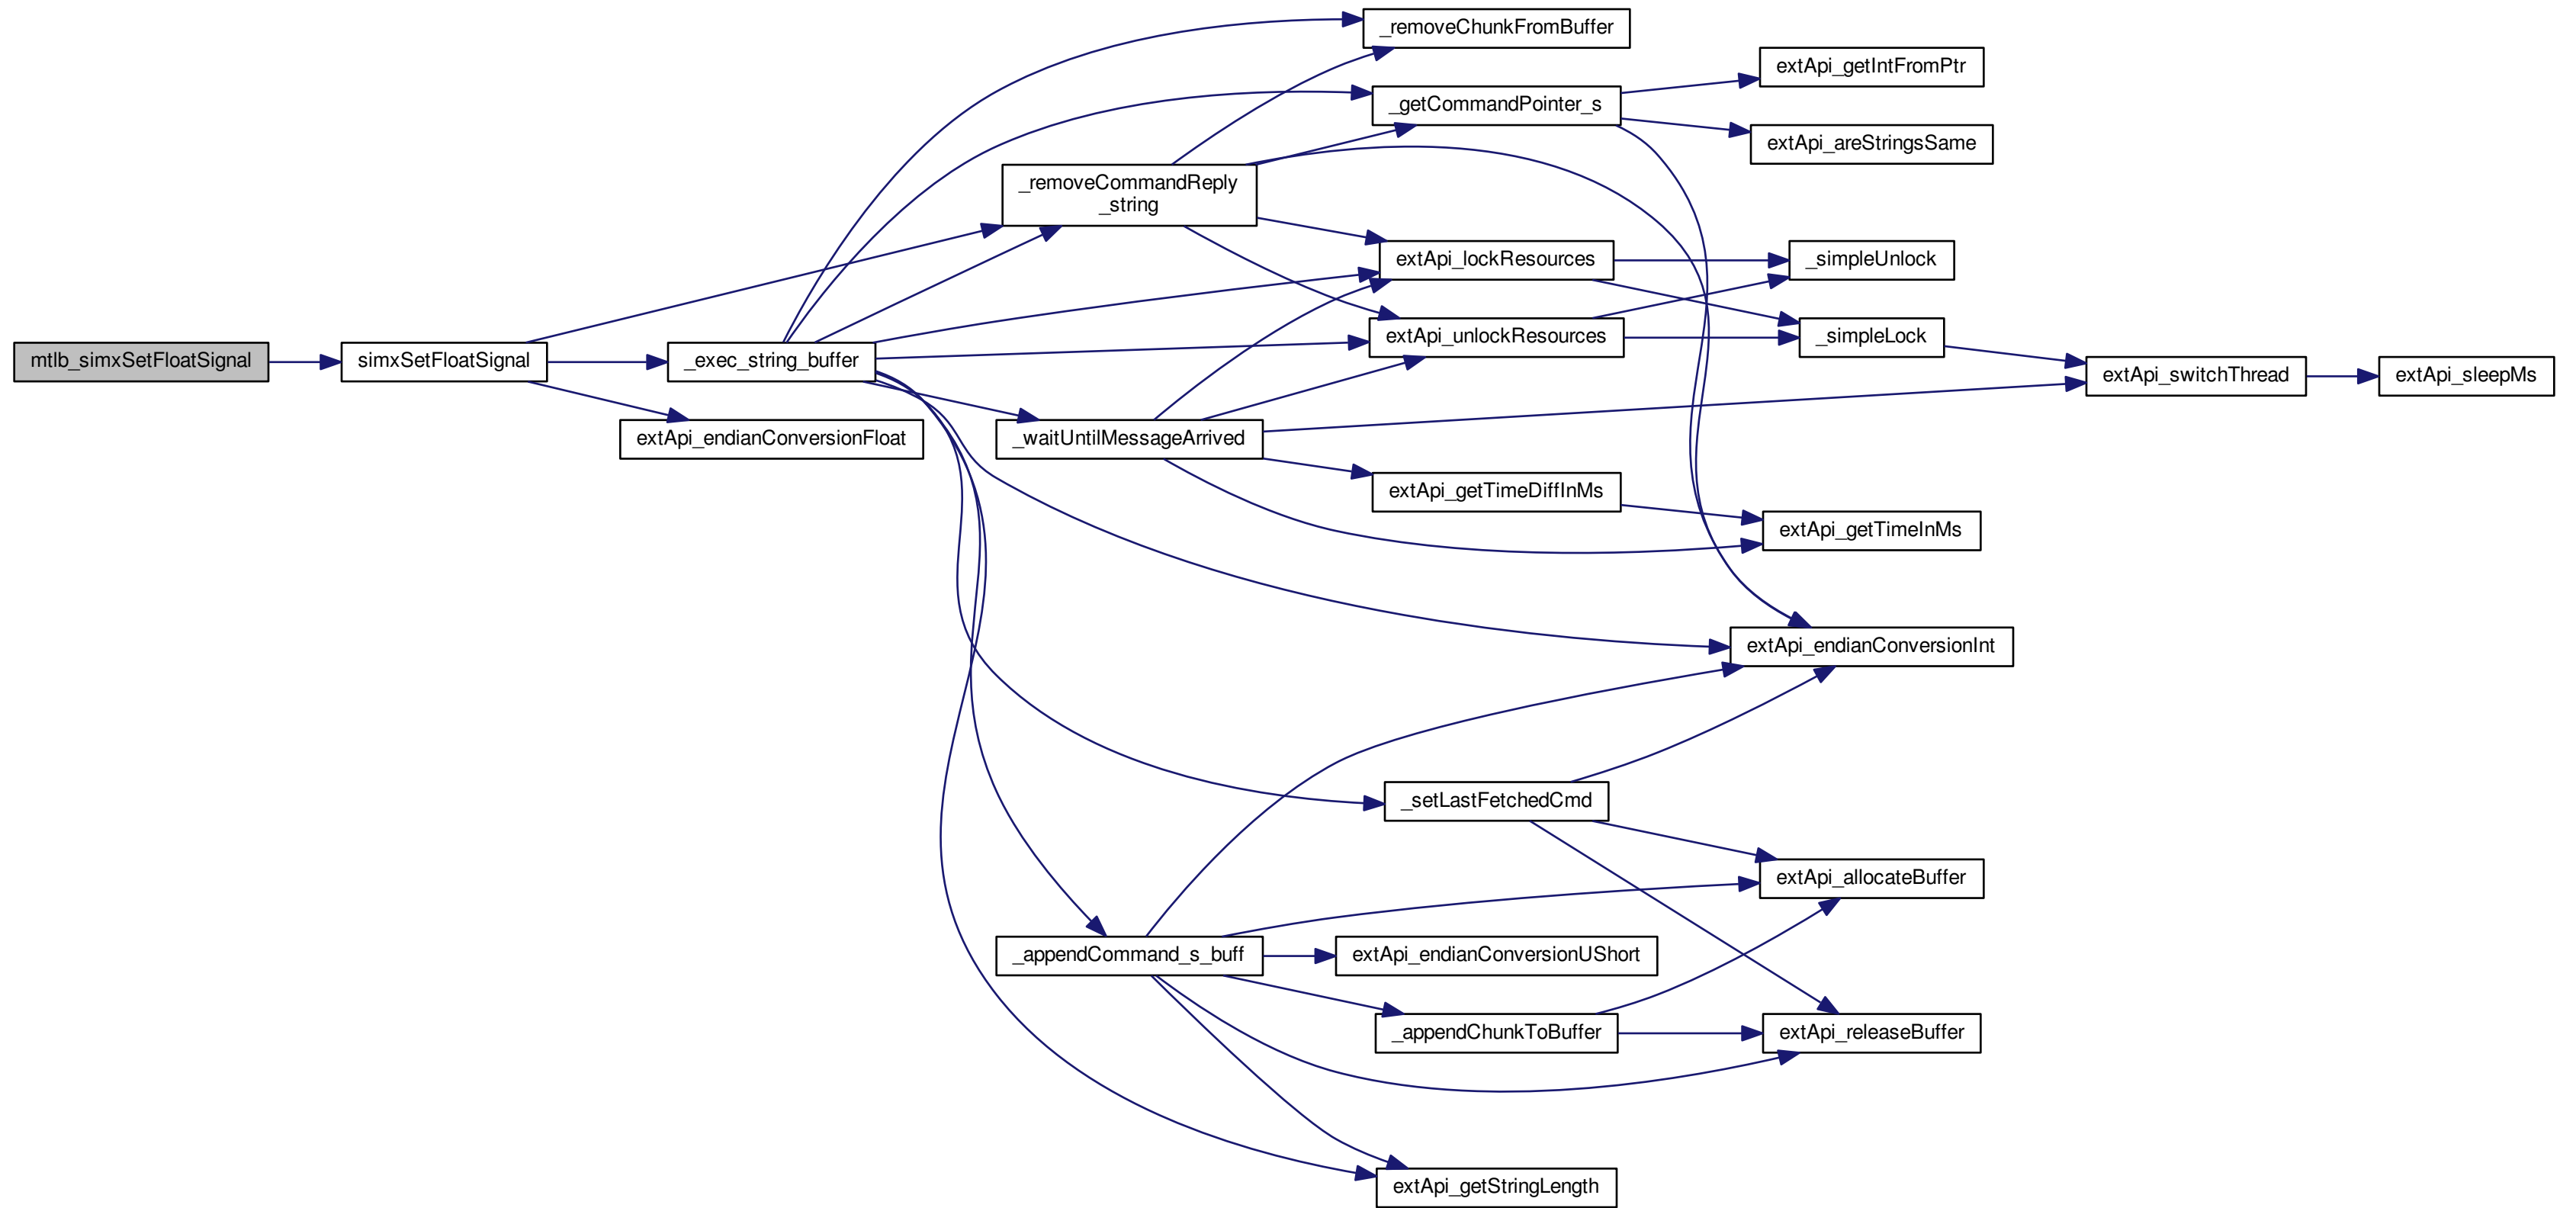 _removeChunkFromBuffer
extApi_getIntFromPtr
_getCommandPointer_s
extApi_areStringsSame
_removeCommandReply
_string
extApi_lockResources
_simpleUnlock
extApi_unlockResources
_simpleLock
mtlb_simxSetFloatSignal
simxSetFloatSignal
_exec_string_buffer
extApi_switchThread
extApi_sleepMs
extApi_endianConversionFloat
_waitUntilMessageArrived
extApi_getTimeDiffInMs
extApi_getTimeInMs
extApi_endianConversionInt
_setLastFetchedCmd
extApi_allocateBuffer
_appendCommand_s_buff
extApi_endianConversionUShort
_appendChunkToBuffer
extApi_releaseBuffer
extApi_getStringLength